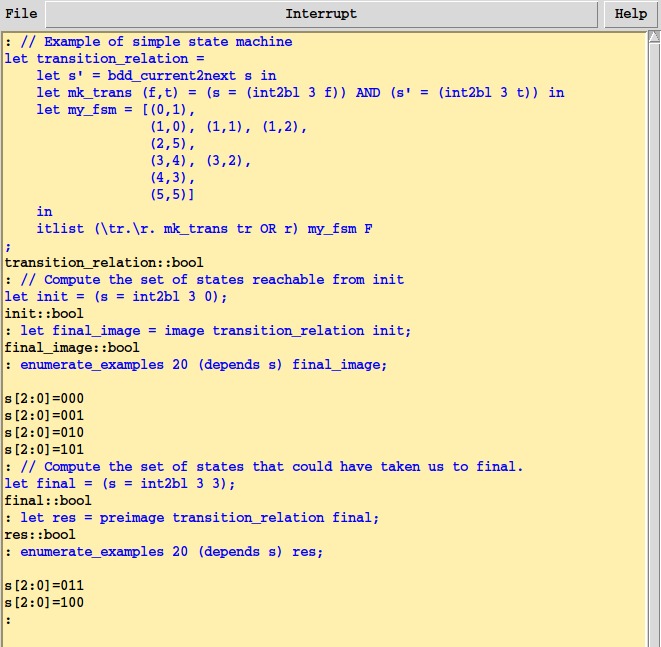 File Interrupt Help
: // Example of simple state machine
let transition_relation =
    let s' = bdd_current2next s in
    let mk_trans (f,t) = (s = (int2bl 3 f)) AND (s' = (int2bl 3 t)) in
    let my_fsm = [(0,1),
                  (1,0), (1,1), (1,2),
                  (2,5),
                  (3,4), (3,2),
                  (4,3),
                  (5,5)]
    in
    itlist (\tr.\r. mk_trans tr OR r) my_fsm F
;
transition_relation::bool
: // Compute the set of states reachable from init
let init = (s = int2bl 3 0);
init::bool
: let final_image = image transition_relation init;
final_image::bool
: enumerate_examples 20 (depends s) final_image;

s[2:0]=000
s[2:0]=001
s[2:0]=010
s[2:0]=101
: // Compute the set of states that could have taken us to final.
let final = (s = int2bl 3 3);
final::bool
: let res = preimage transition_relation final;
res::bool
: enumerate_examples 20 (depends s) res;

s[2:0]=011
s[2:0]=100
: